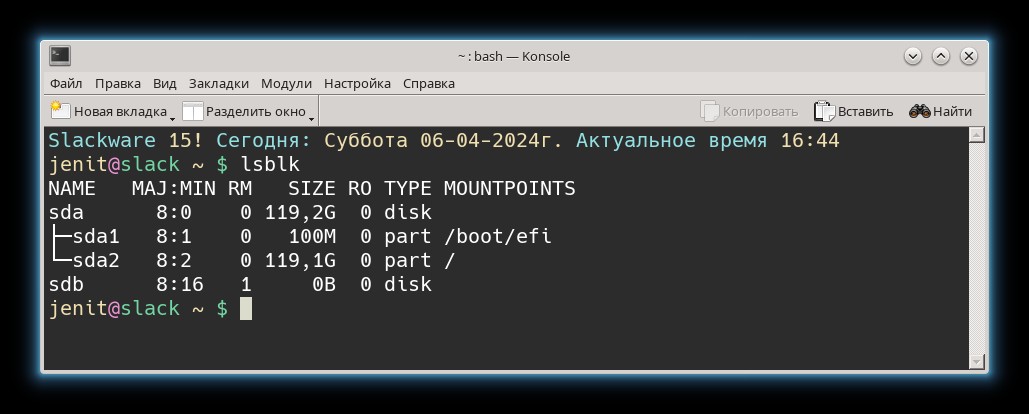 ~ : bash — Konsole
Файл Правка Вид Закладки Модули Настройка Справка
Новая вкладка Разделить окно Копировать Вставить Найти
Slackware 15! Сегодня: Суббота 06-04-2024г. Актуальное время 16:44
jenit@slack ~ $ lsblk
NAME   MAJ:MIN RM   SIZE RO TYPE MOUNTPOINTS
sda      8:0    0 119,2G  0 disk
├─sda1   8:1    0   100M  0 part /boot/efi
└─sda2   8:2    0 119,1G  0 part /
sdb      8:16   1     0B  0 disk
jenit@slack ~ $